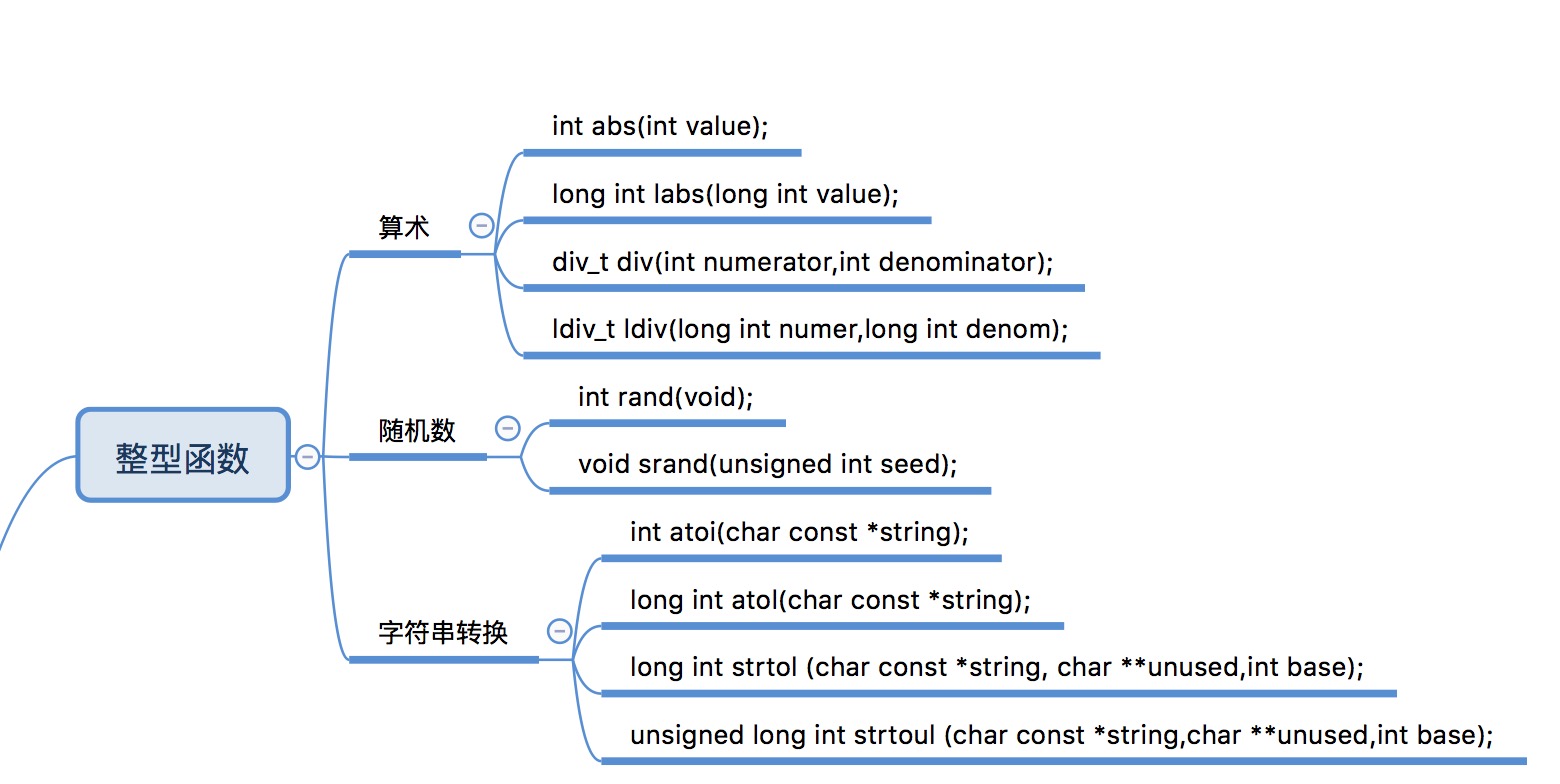 整型函数
算术
int abs(int value);
long int labs(long int value);
div_t div(int numerator,int denominator);
ldiv_t ldiv(long int numer,long int denom);
随机数
int rand(void);
void srand(unsigned int seed);
字符串转换
int atoi(char const *string);
long int atol(char const *string);
long int strtol (char const *string, char **unused,int base);
unsigned long int strtoul (char const *string,char **unused,int base);